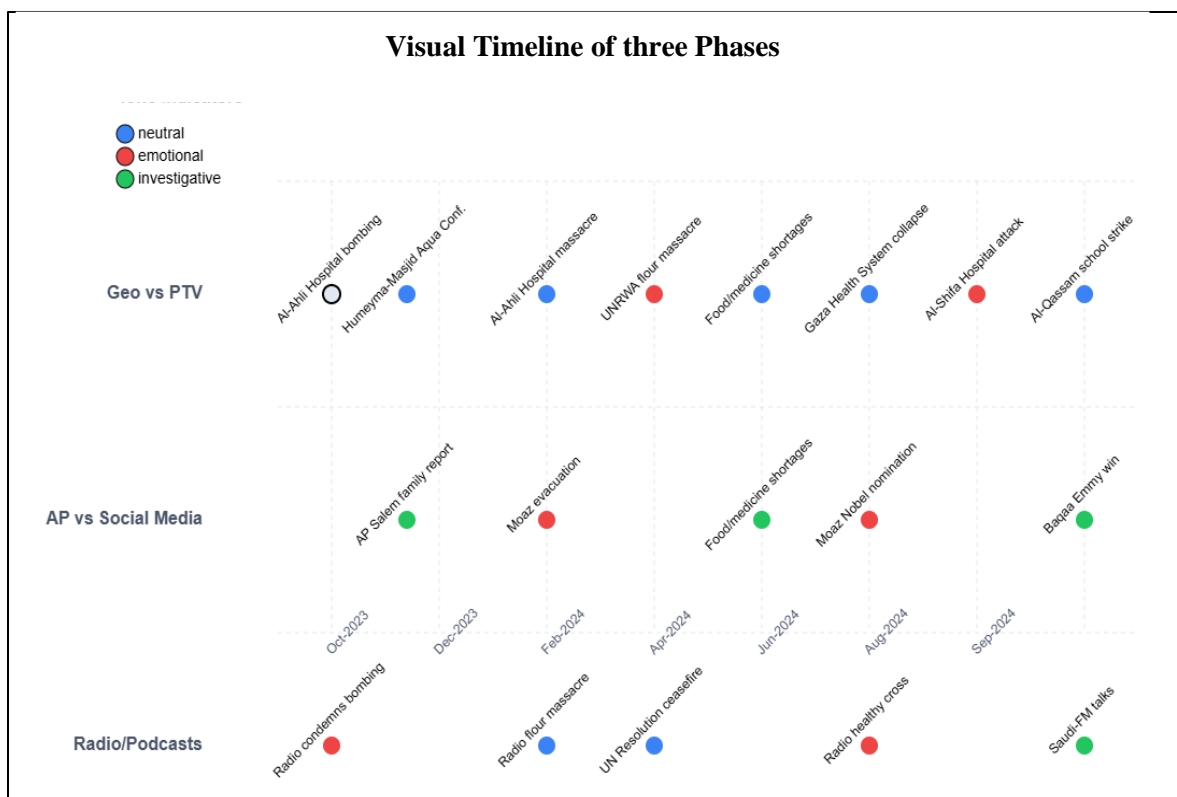 Visual Timeline of three Phases
neutral
emotional
investigative
Geo vs PTV
Al-Ahli Hospital bombing
Humeyma-Masjid Aqua Conf.
Al-Ahli Hospital massacre
UNRWA flour massacre
Food/medicine shortages
Gaza Health System collapse
Al-Shifa Hospital attack
Al-Qassam school strike
AP vs Social Media
AP Salem family report
Moaz evacuation
Food/medicine shortages
Moaz Nobel nomination
Baqaa Emmy win
Oct-2023
Dec-2023
Feb-2024
Apr-2024
Jun-2024
Aug-2024
Sep-2024
Radio/Podcasts
Radio condemns bombing
Radio flour massacre
UN Resolution ceasefire
Radio healthy cross
Saudi-FM talks